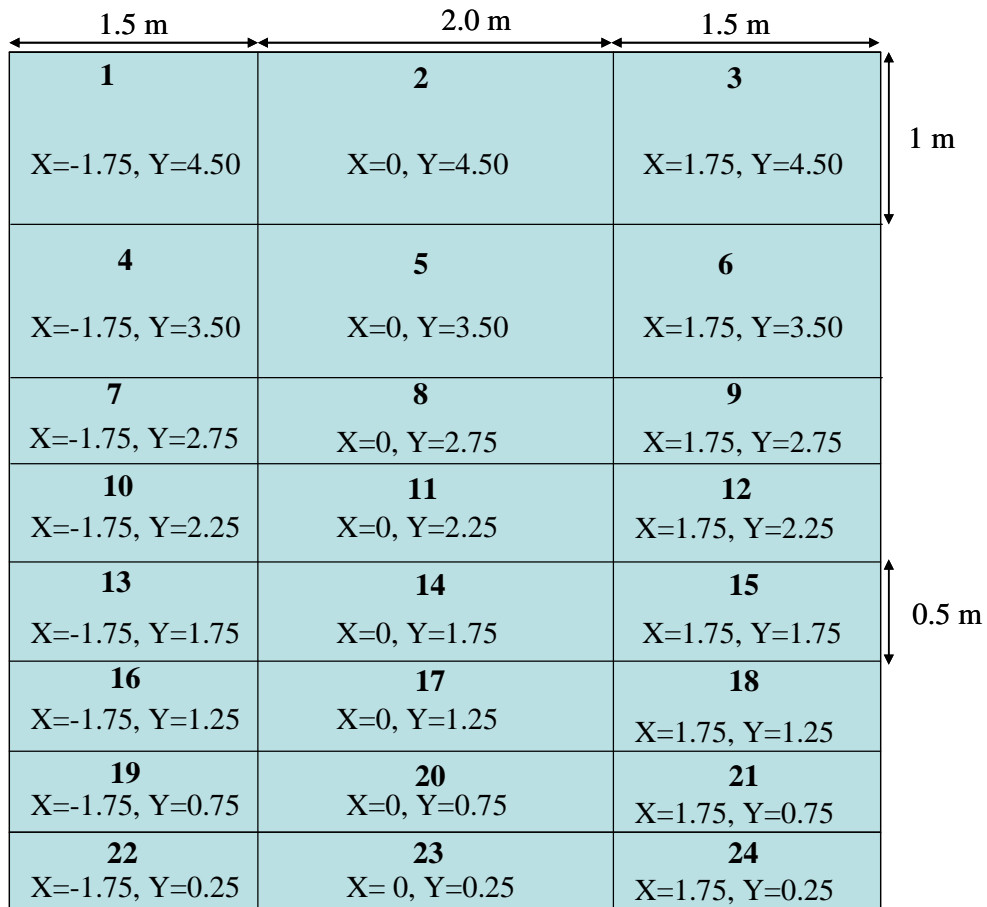 1.5 m
2.0 m
1.5 m
1
2
3
1 m
X=-1.75, Y=4.50
X=0, Y=4.50
X=1.75, Y=4.50
4
5
6
X=-1.75, Y=3.50
X=0, Y=3.50
X=1.75, Y=3.50
7
8
9
X=-1.75, Y=2.75
X=0, Y=2.75
X=1.75, Y=2.75
10
11
12
X=-1.75, Y=2.25
X=0, Y=2.25
X=1.75, Y=2.25
13
14
15
0.5 m
X=-1.75, Y=1.75
X=0, Y=1.75
X=1.75, Y=1.75
16
17
18
X=-1.75, Y=1.25
X=0, Y=1.25
X=1.75, Y=1.25
19
20
21
X=-1.75, Y=0.75
X=0, Y=0.75
X=1.75, Y=0.75
22
23
24
X=-1.75, Y=0.25
X= 0, Y=0.25
X=1.75, Y=0.25